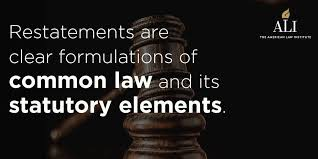 ALI
THE AMERICAN LAW INSTITUTE
Restatements are
clear formulations of
common law and its
statutory elements.